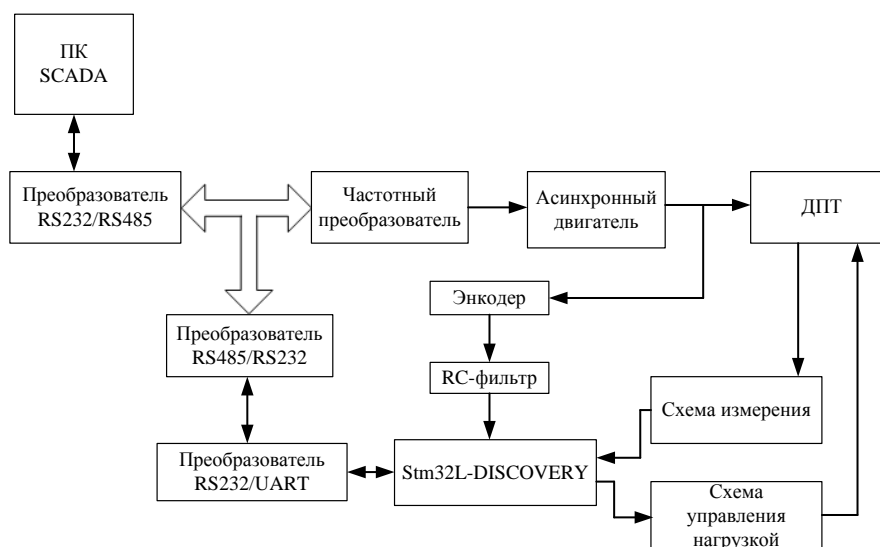 ПК
SCADA
Преобразователь
RS232/RS485
Частотный
преобразователь
Асинхронный
двигатель
ДПТ
Энкодер
Преобразователь
RS485/RS232
RC-фильтр
Схема измерения
Преобразователь
RS232/UART
Stm32L-DISCOVERY
Схема
управления
нагрузкой